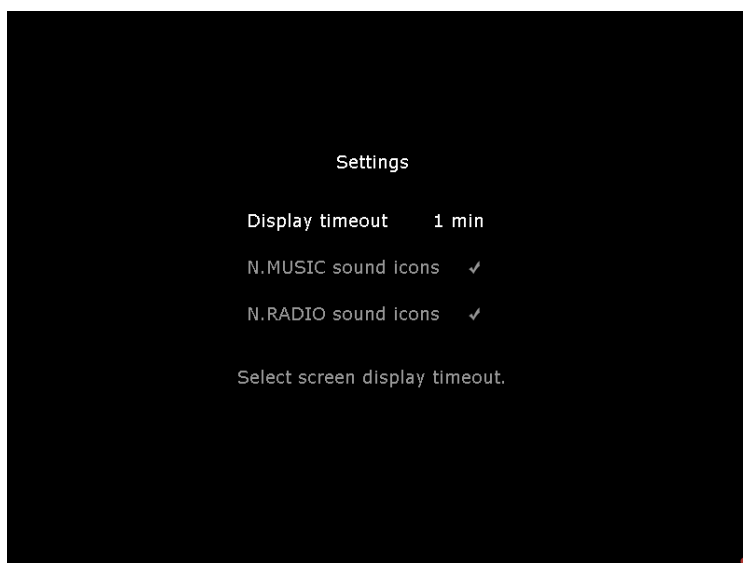 Settings
Display timeout 1 min
N.MUSIC sound icons ✓
N.RADIO sound icons ✓
Select screen display timeout.